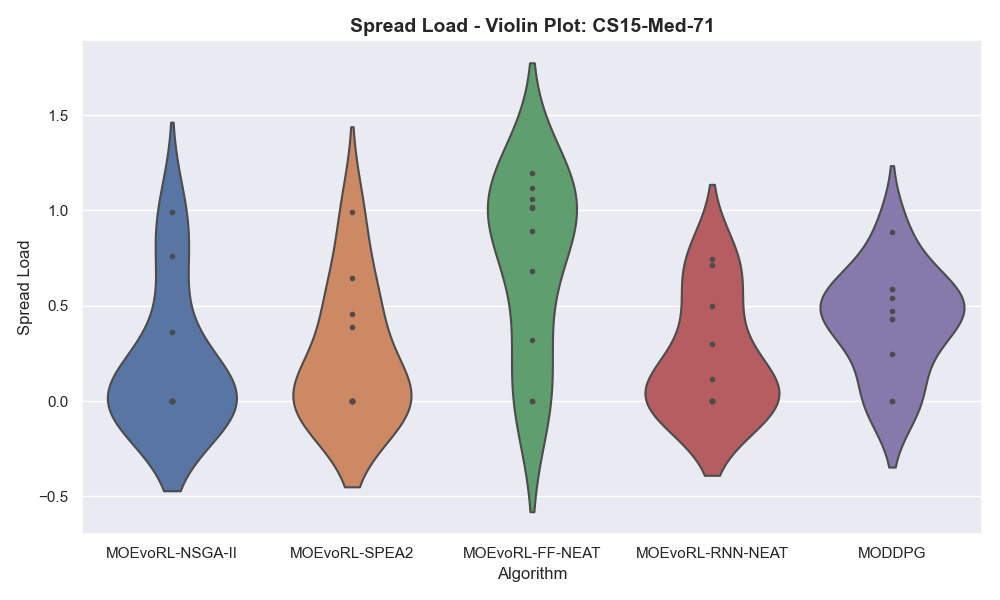 Spread Load - Violin Plot: CS15-Med-71
Spread Load
1.5
1.0
0.5
0.0
−0.5
MOEvoRL-NSGA-II
MOEvoRL-SPEA2
MOEvoRL-FF-NEAT
MOEvoRL-RNN-NEAT
MODDPG
Algorithm